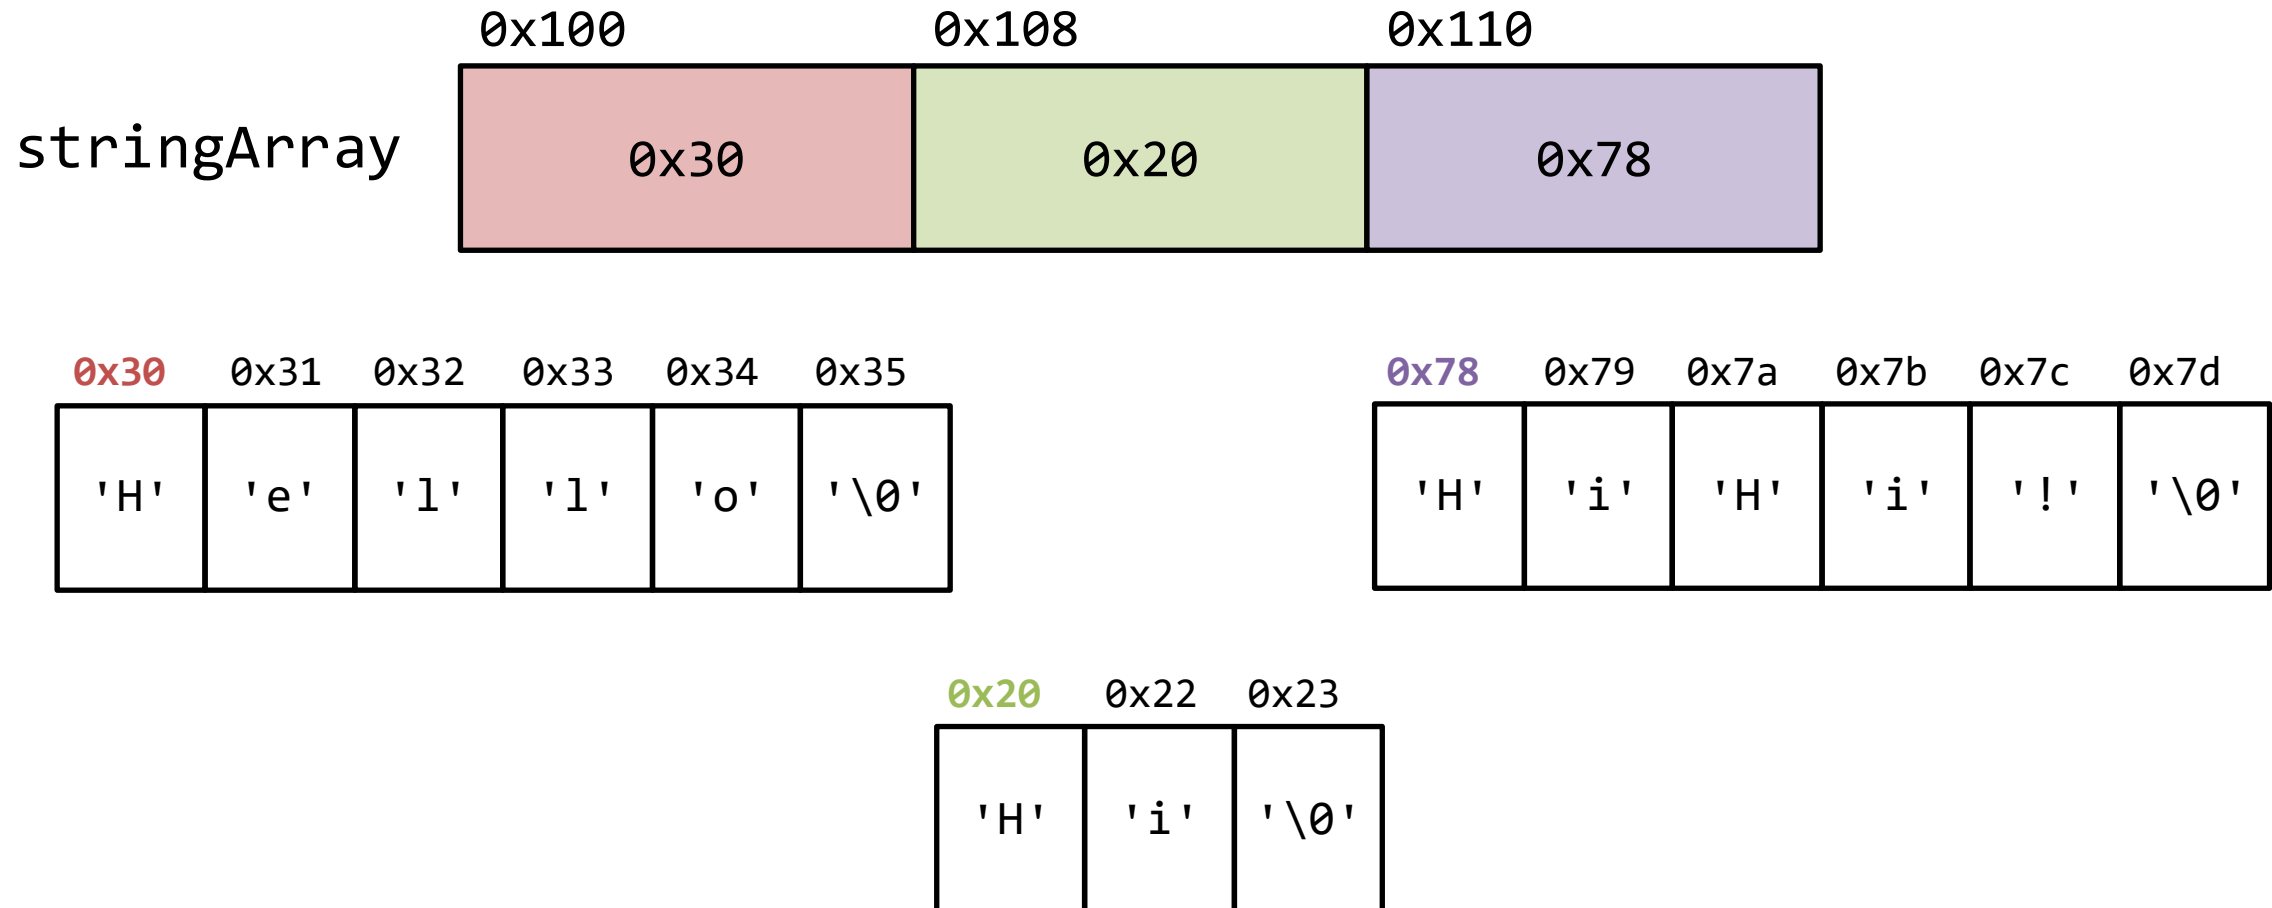 0x100 0x108 0x110
stringArray 0x30 0x20 0x78
0x30 0x31 0x32 0x33 0x34 0x35 0x78 0x79 0x7a 0x7b 0x7c 0x7d
'H' 'e' 'l' 'l' 'o' '\0' 'H' 'i' 'H' 'i' '!' '\0'
0x20 0x22 0x23
'H' 'i' '\0'